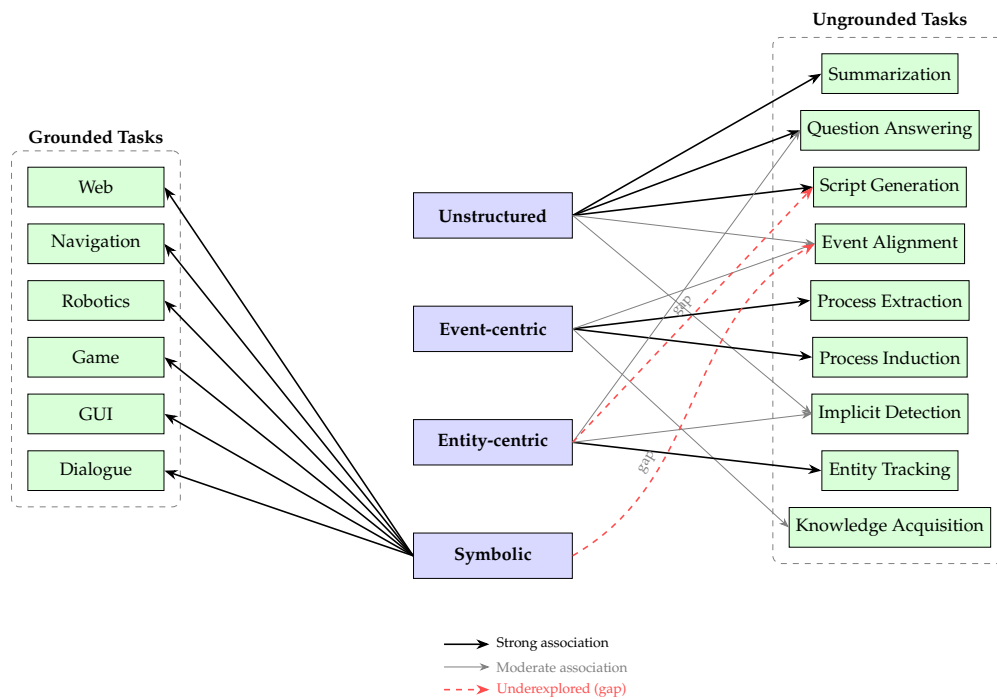 Ungrounded Tasks
Summarization
Question Answering
Script Generation
Event Alignment
Process Extraction
Process Induction
Implicit Detection
Entity Tracking
Knowledge Acquisition
Grounded Tasks
Web
Navigation
Robotics
Game
GUI
Dialogue
Unstructured
Event-centric
Entity-centric
Symbolic
gap
gap
Strong association
Moderate association
Underexplored (gap)